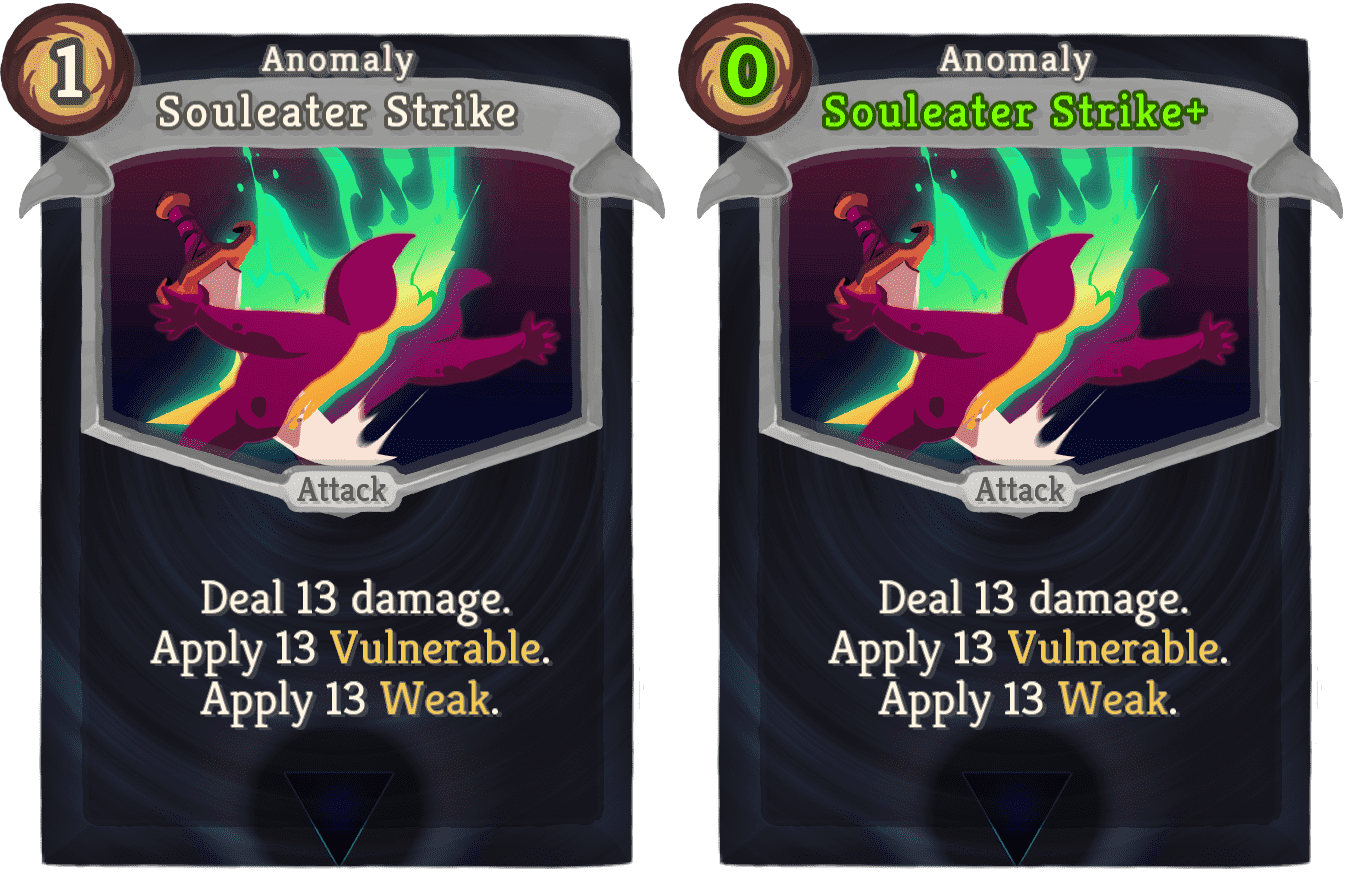 1
Anomaly
Souleater Strike
Attack
Deal 13 damage.
Apply 13 Vulnerable.
Apply 13 Weak.
0
Anomaly
Souleater Strike+
Attack
Deal 13 damage.
Apply 13 Vulnerable.
Apply 13 Weak.